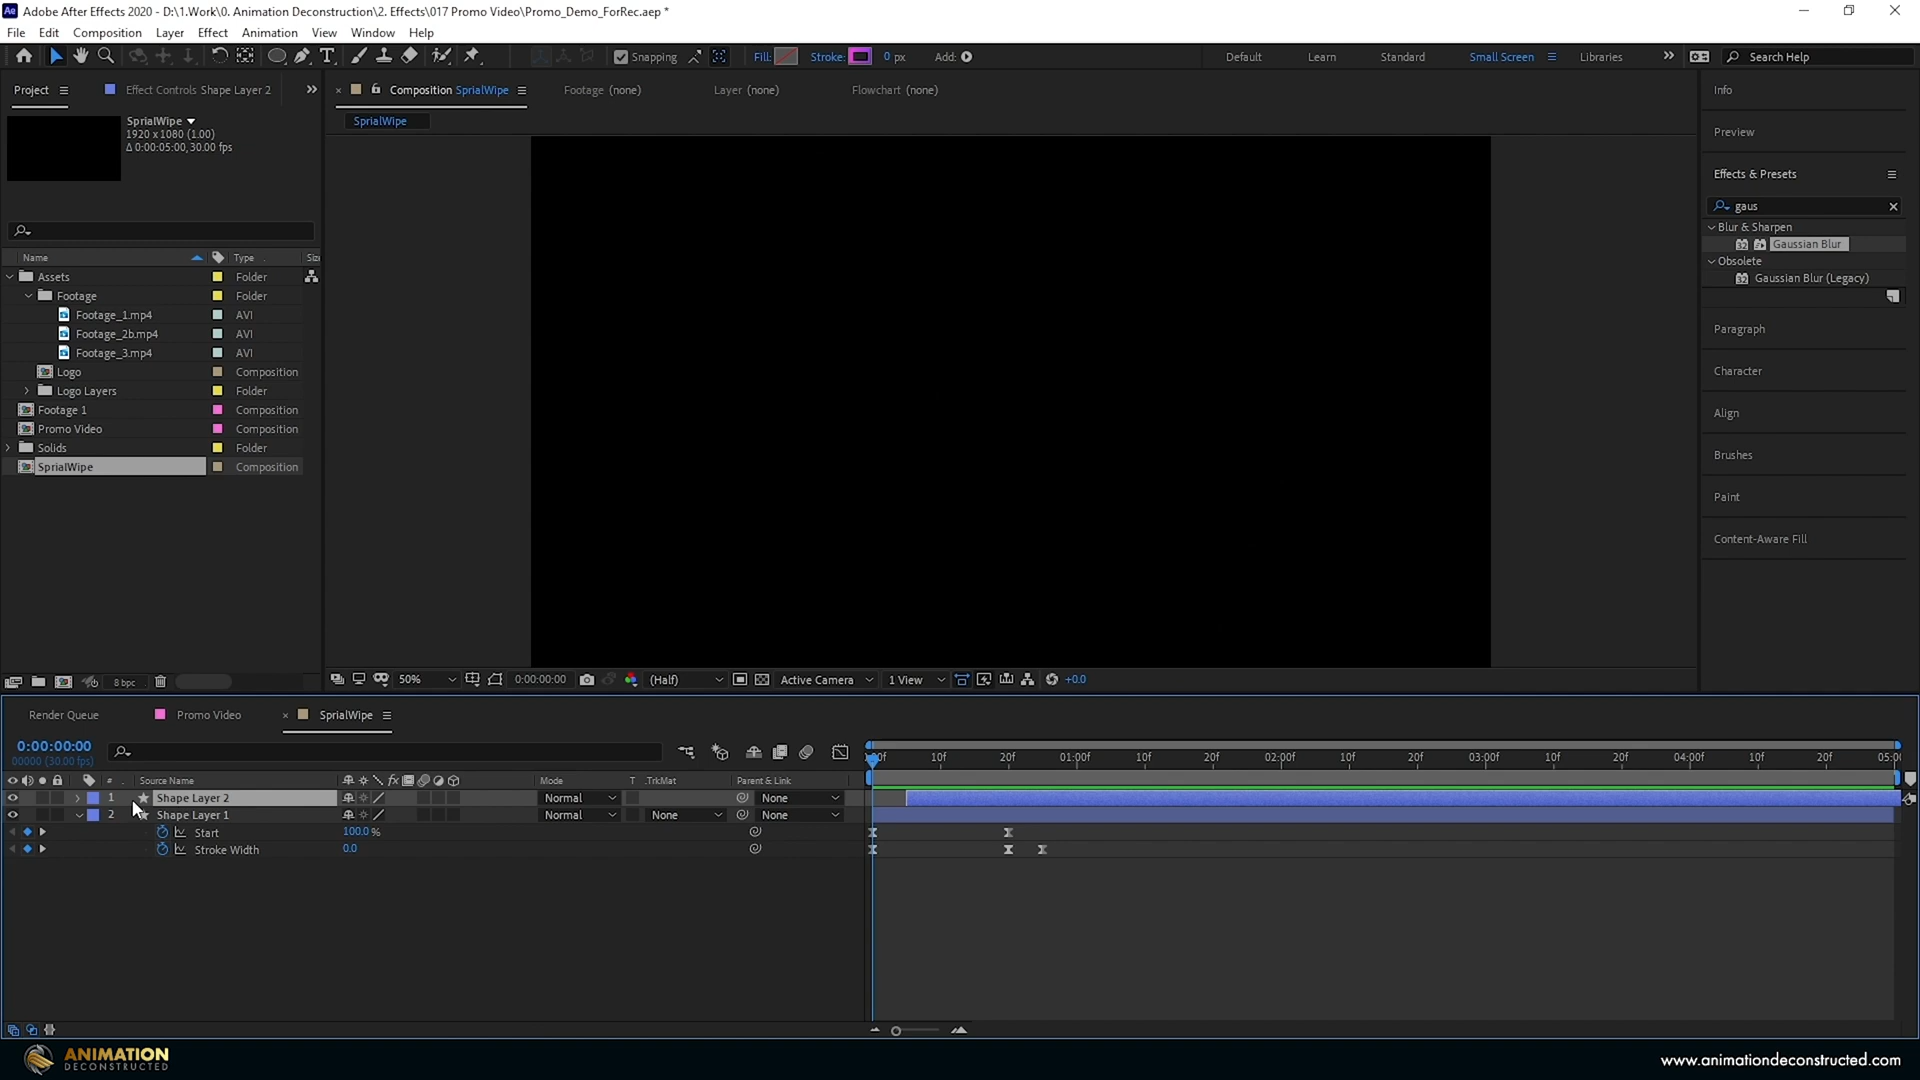 Adobe After Effects 2020 - D:\1.Work\0. Animation Deconstruction\2. Effects\017 Promo Video\Promo_Demo_ForRec.aep *
File Edit Composition Layer Effect Animation View Window Help
Snapping Fill: Stroke: 0 px Add: Default Learn Standard Small Screen Libraries Search Help
Project Effect Controls Shape Layer 2 Composition SprialWipe Footage (none) Layer (none) Flowchart (none) Info
SprialWipe
1920 x 1080 (1.00)
Δ 0:00:05:00, 30.00 fps
SprialWipe
Preview
Effects & Presets
gaus
Blur & Sharpen
Gaussian Blur
Obsolete
Gaussian Blur (Legacy)
Paragraph
Character
Align
Brushes
Paint
Content-Aware Fill
Name Type Siz
Assets Folder
Footage Folder
Footage_1.mp4 AVI
Footage_2b.mp4 AVI
Footage_3.mp4 AVI
Logo Composition
Logo Layers Folder
Footage 1 Composition
Promo Video Composition
Solids Folder
SprialWipe Composition
8 bpc 50% 0:00:00:00 (Half) Active Camera 1 View +0.0
Render Queue Promo Video SprialWipe
0:00:00:00
00000 (30.00 fps)
:00f 10f 20f 01:00f 10f 20f 02:00f 10f 20f 03:00f 10f 20f 04:00f 10f 20f 05:00
# Source Name fx Mode T .TrkMat Parent & Link
1 Shape Layer 2 Normal None
2 Shape Layer 1 Normal None None
Start 100.0 %
Stroke Width 0.0
ANIMATION
DECONSTRUCTED
www.animationdeconstructed.com